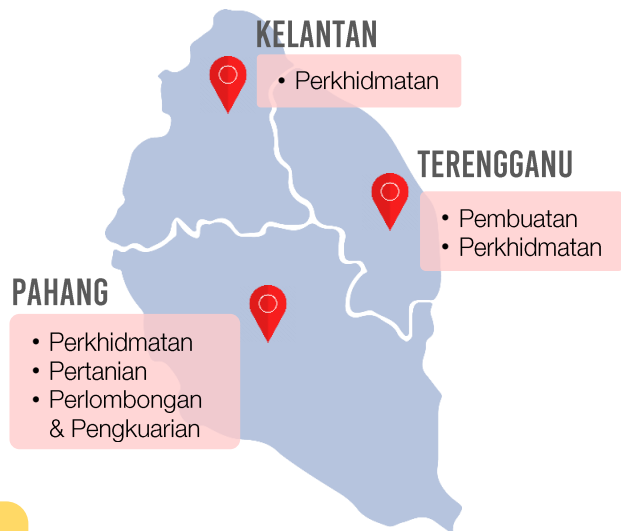 KELANTAN
• Perkhidmatan
TERENGGANU
• Pembuatan
• Perkhidmatan
PAHANG
• Perkhidmatan
• Pertanian
• Perlombongan
& Pengkuarian